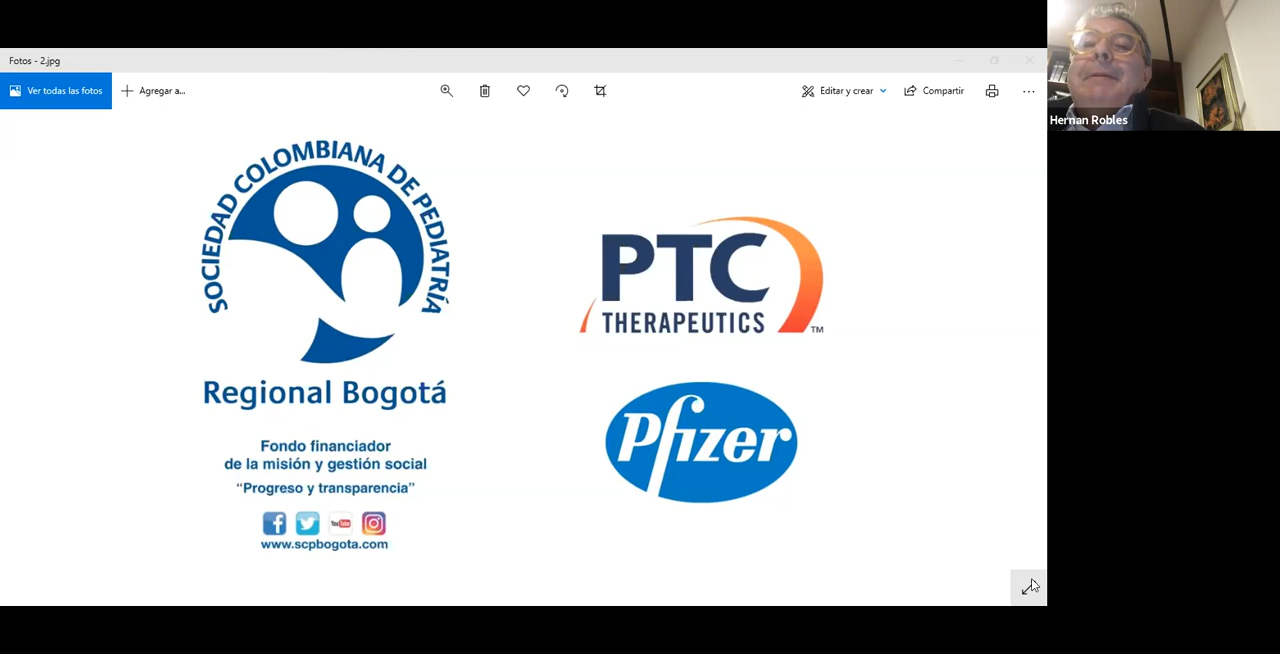 Fotos - 2.jpg
Ver todas las fotos
Agregar a...
Editar y crear
Compartir
Hernan Robles
SOCIEDAD COLOMBIANA DE PEDIATRÍA
Regional Bogotá
Fondo financiador
de la misión y gestión social
“Progreso y transparencia”
YouTube
www.scpbogota.com
PTC
THERAPEUTICS TM
Pfizer